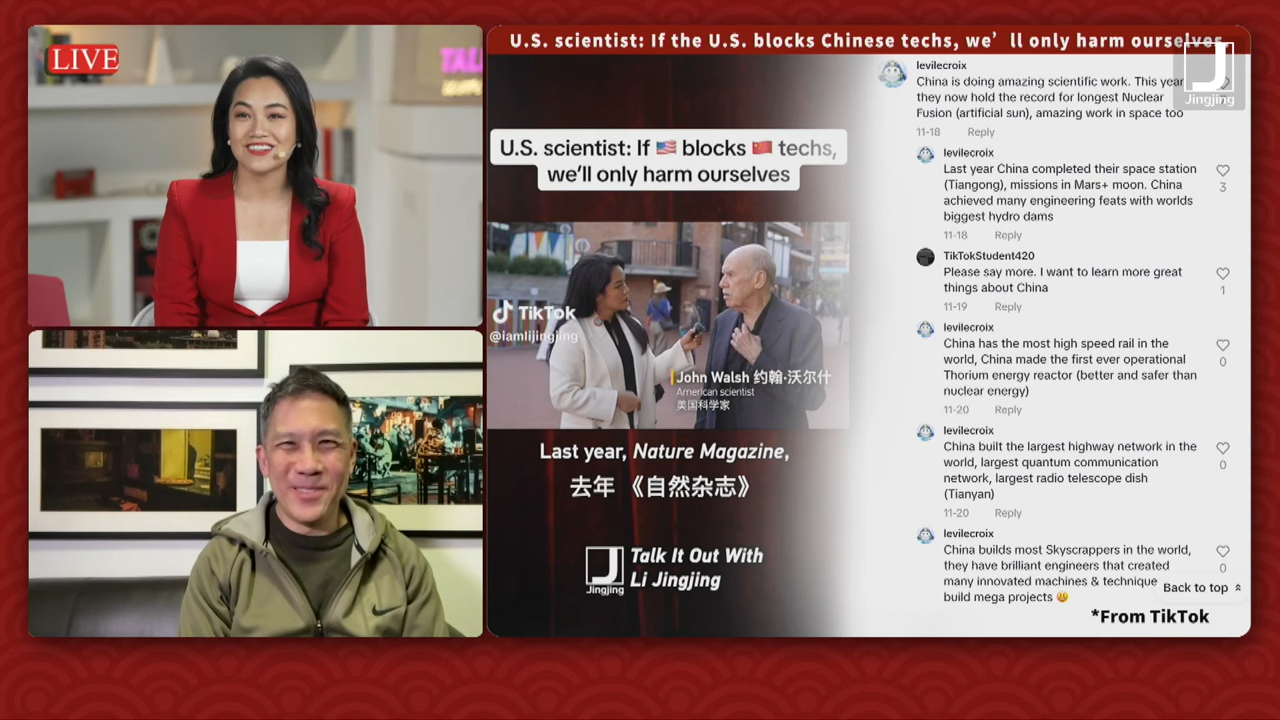 LIVE
TAL
U.S. scientist: If the U.S. blocks Chinese techs, we'll only harm ourselves
Jingjing
U.S. scientist: If 🇺🇸 blocks 🇨🇳 techs,
we'll only harm ourselves
TikTok
@iamlijingjing
John Walsh 约翰·沃尔什
American scientist
美国科学家
Last year, Nature Magazine,
去年 《自然杂志》
Jingjing
Talk It Out With
Li Jingjing
levilecroix
China is doing amazing scientific work. This year
they now hold the record for longest Nuclear
Fusion (artificial sun), amazing work in space too
11-18 Reply
levilecroix
Last year China completed their space station
(Tiangong), missions in Mars+ moon. China
achieved many engineering feats with worlds
biggest hydro dams
3
11-18 Reply
TikTokStudent420
Please say more. I want to learn more great
things about China
1
11-19 Reply
levilecroix
China has the most high speed rail in the
world, China made the first ever operational
Thorium energy reactor (better and safer than
nuclear energy)
0
11-20 Reply
levilecroix
China built the largest highway network in the
world, largest quantum communication
network, largest radio telescope dish
(Tianyan)
0
11-20 Reply
levilecroix
China builds most Skyscrappers in the world,
they have brilliant engineers that created
many innovated machines & technique
build mega projects 😃
0
Back to top
*From TikTok